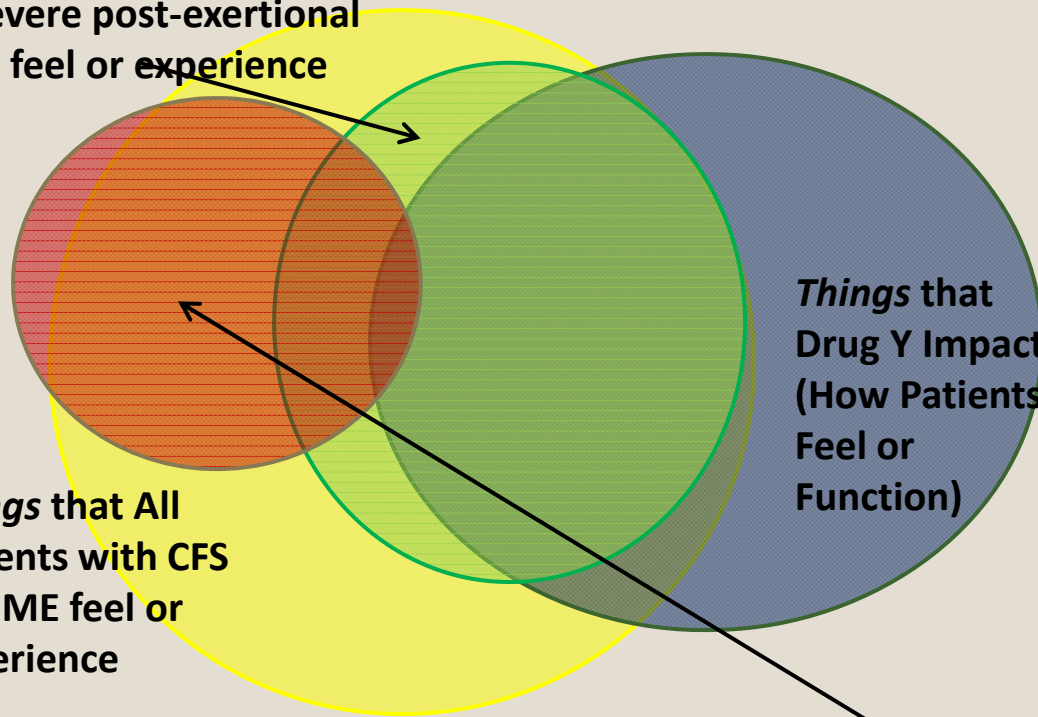 evere post-exertional
feel or experience
Things that
Drug Y Impact
(How Patients
Feel or
Function)
gs that All
ents with CFS
ME feel or
erience